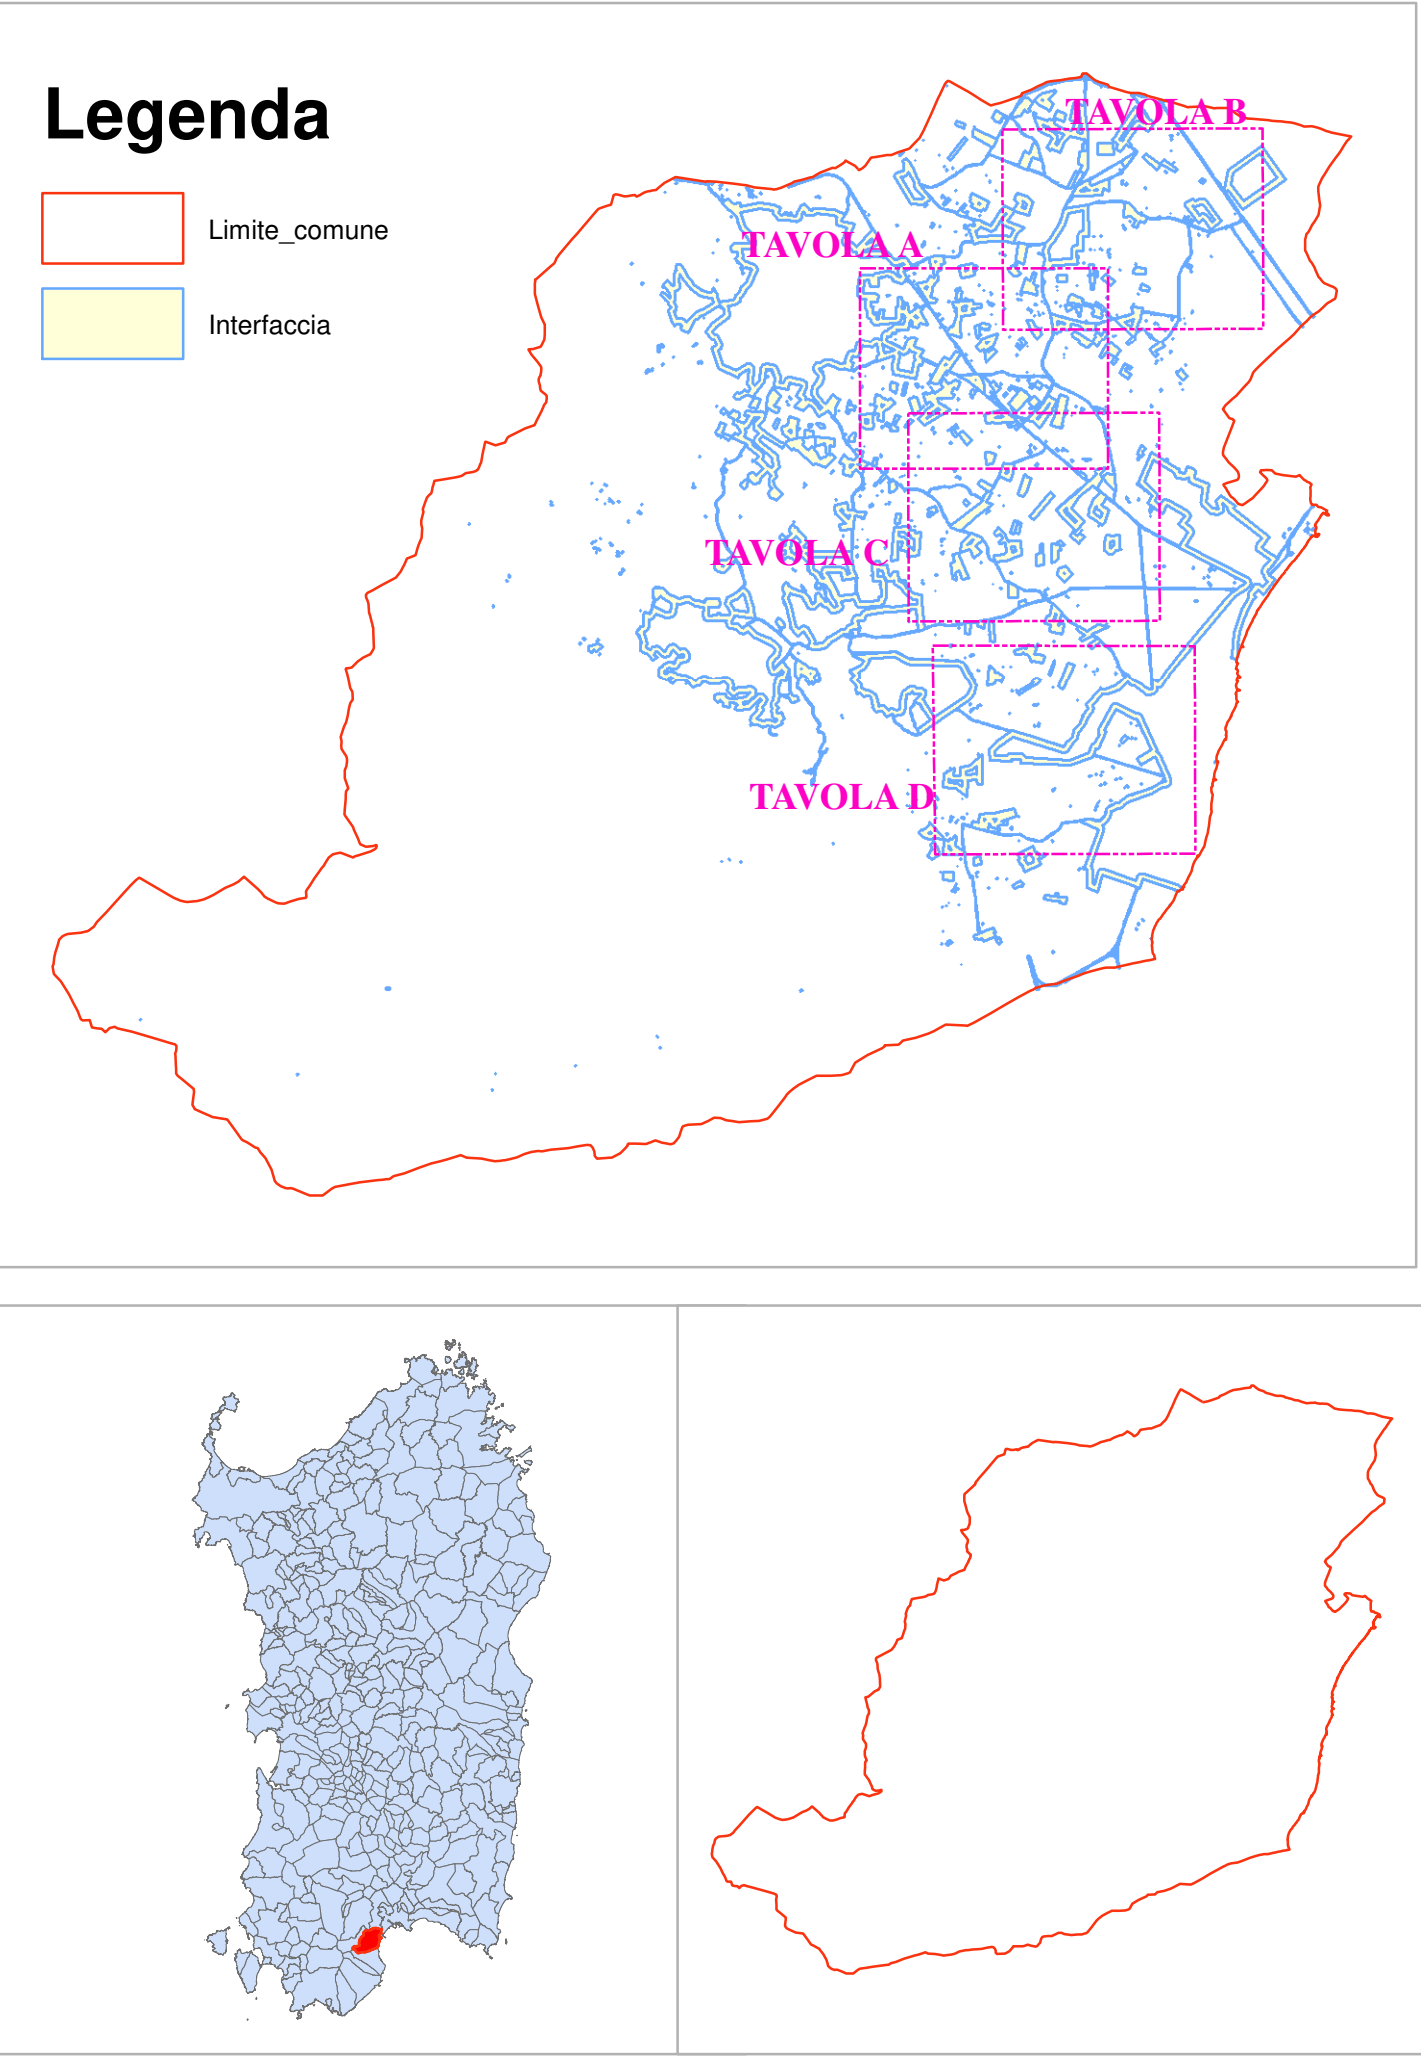 Legenda
Limite_comune
Interfaccia
TAVOLA B
TAVOLA A
TAVOLA C
TAVOLA D